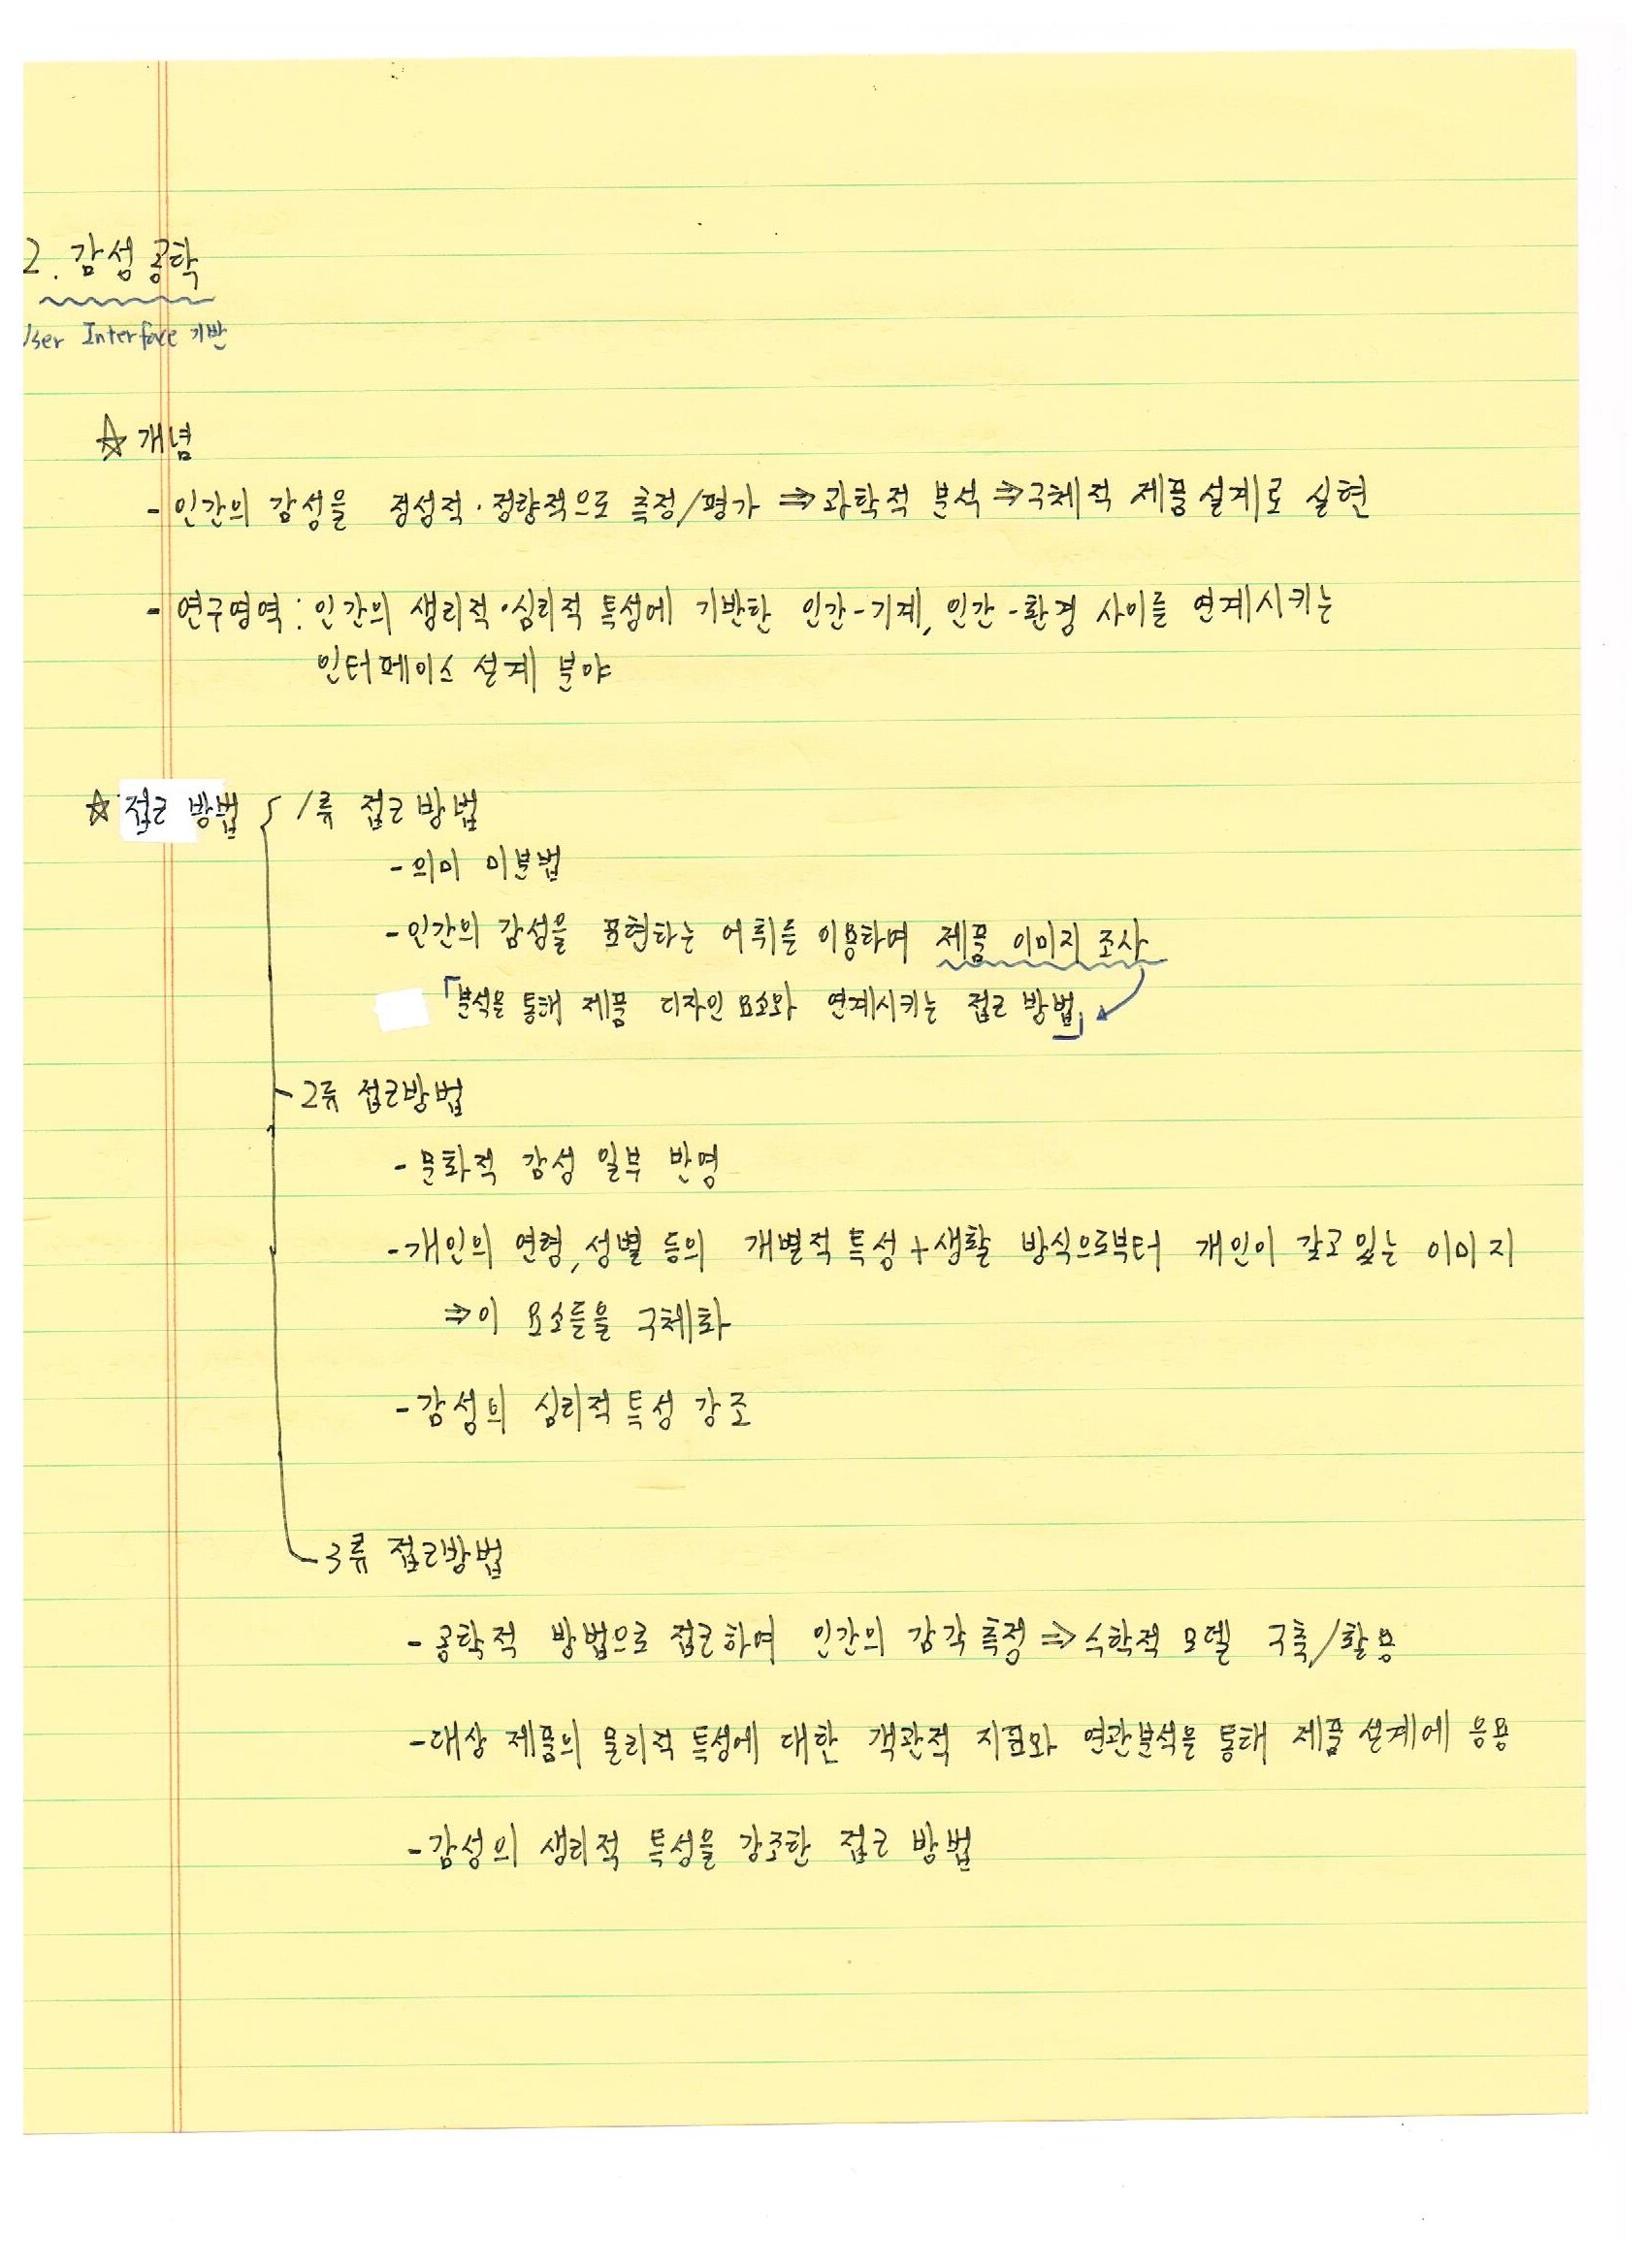 2. 감성공학
User Interface 기반
☆ 개념
- 인간의 감성을 정성적·정량적으로 측정/평가 ⇒ 과학적 분석 ⇒ 구체적 제품설계로 실현
- 연구영역 : 인간의 생리적·심리적 특성에 기반한 인간-기계, 인간-환경 사이를 연계시키는
인터페이스 설계 분야
☆ 접근 방법 1류 접근방법
- 의미 미분법
- 인간의 감성을 표현하는 어휘를 이용하여 제품 이미지 조사
「분석을 통해 제품 디자인 요소와 연계시키는 접근 방법」
2류 접근방법
- 문화적 감성 일부 반영
- 개인의 연령, 성별 등의 개별적 특성 + 생활 방식으로부터 개인이 갖고 있는 이미지
⇒ 이 요소들을 구체화
- 감성의 심리적 특성 강조
3류 접근방법
- 공학적 방법으로 접근하여 인간의 감각 측정 ⇒ 수학적 모델 구축/활용
- 대상 제품의 물리적 특성에 대한 객관적 지표와 연관분석을 통해 제품 설계에 응용
- 감성의 생리적 특성을 강조한 접근 방법